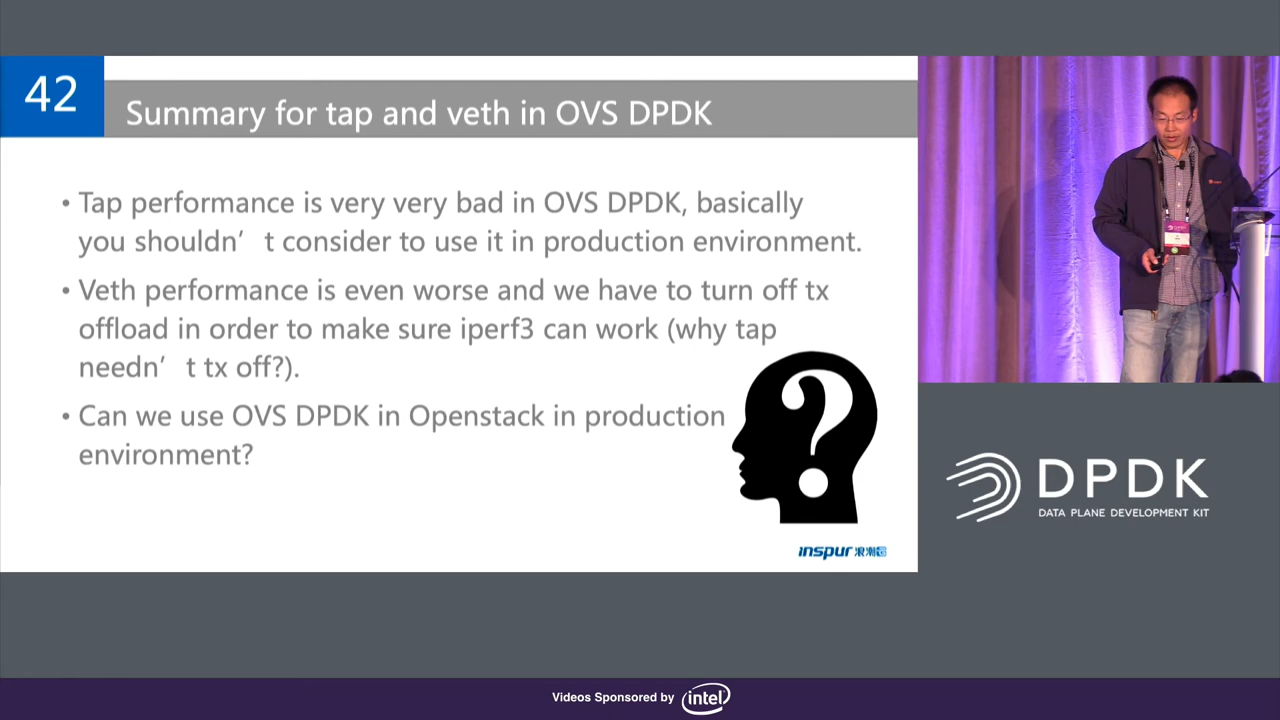 42
Summary for tap and veth in OVS DPDK
• Tap performance is very very bad in OVS DPDK, basically
you shouldn’ t consider to use it in production environment.
• Veth performance is even worse and we have to turn off tx
offload in order to make sure iperf3 can work (why tap
needn’ t tx off?).
• Can we use OVS DPDK in Openstack in production
environment?
?
inspur 浪潮
DPDK
DATA PLANE DEVELOPMENT KIT
Videos Sponsored by intel